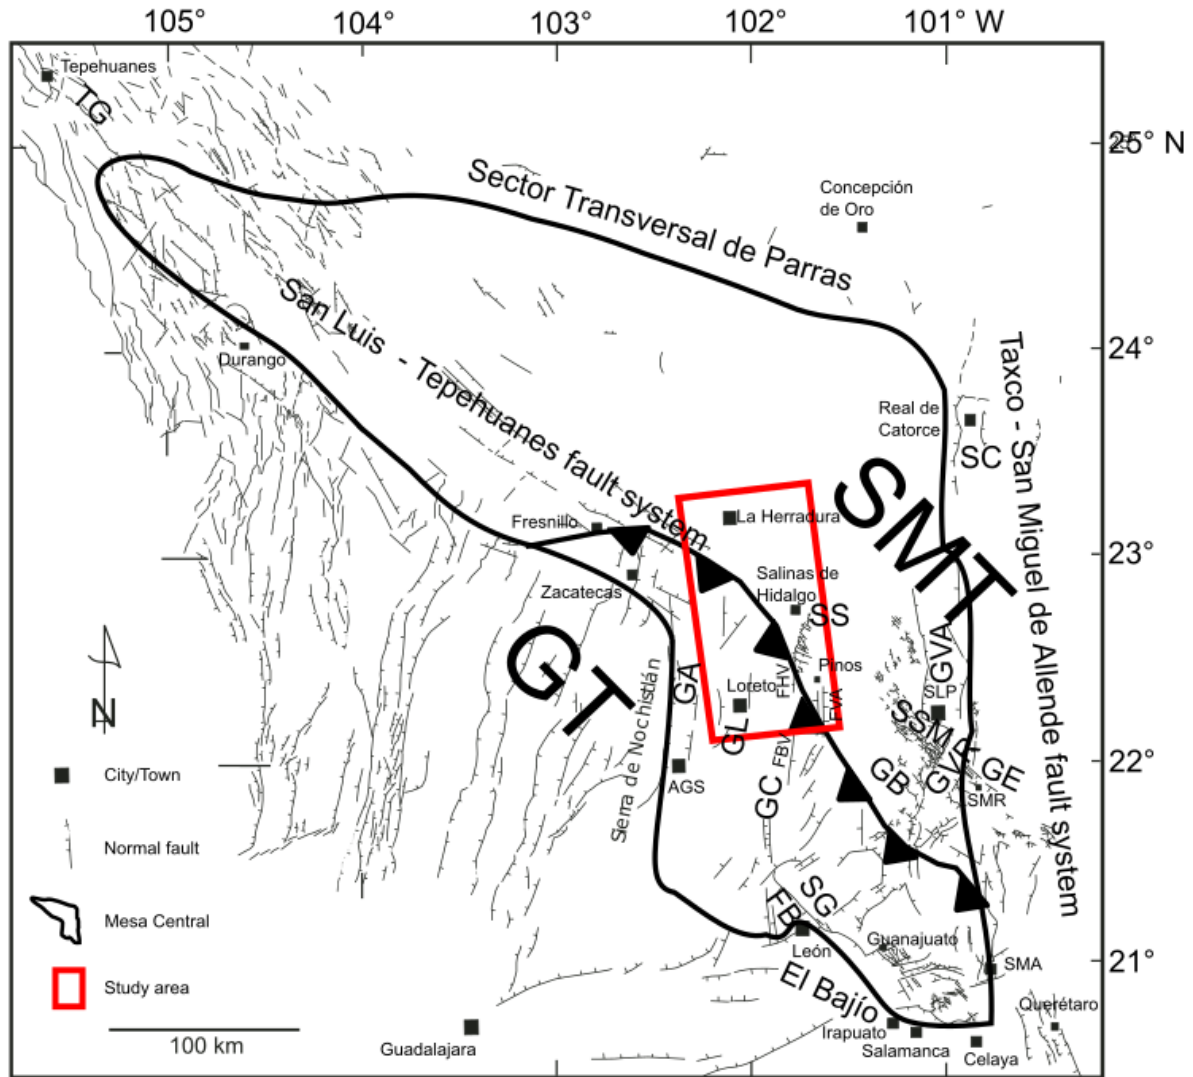 105°
104°
103°
102°
101° W
Tepehuanes
TG
25° N
Sector Transversal de Parras
Concepción
de Oro
San Luis - Tepehuanes fault system
Durango
24°
Taxco - San Miguel de Allende fault system
Real de
Catorce
SC
SMT
Fresnillo
La Herradura
23°
Zacatecas
Salinas de
Hidalgo
SS
GT
GVA
Pinos
GA
Loreto
FHV
SLP
Sierra de Nochistlán
FVA
SSMR
GL
FBV
N
City/Town
AGS
GC
GB
GVR
GE
SMR
22°
Normal fault
SG
FB
Mesa Central
León
Guanajuato
SMA
21°
El Bajío
Study area
Querétaro
Irapuato
100 km
Guadalajara
Salamanca
Celaya